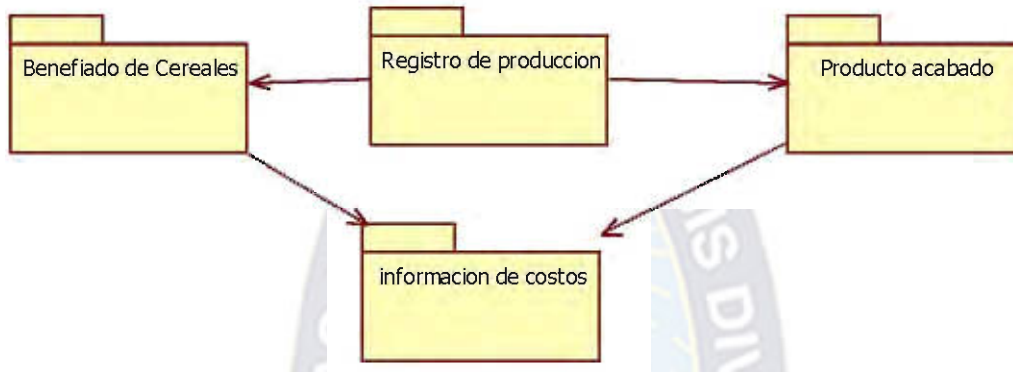 Benefiado de Cereales
Registro de produccion
Producto acabado
informacion de costos